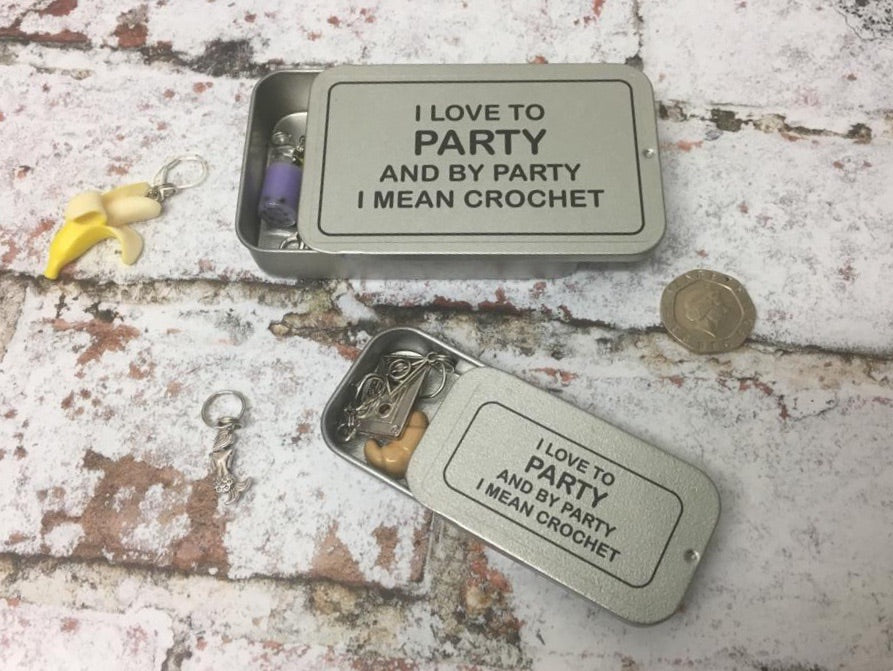 I LOVE TO
PARTY
AND BY PARTY
I MEAN CROCHET
I LOVE TO
PARTY
AND BY PARTY
I MEAN CROCHET